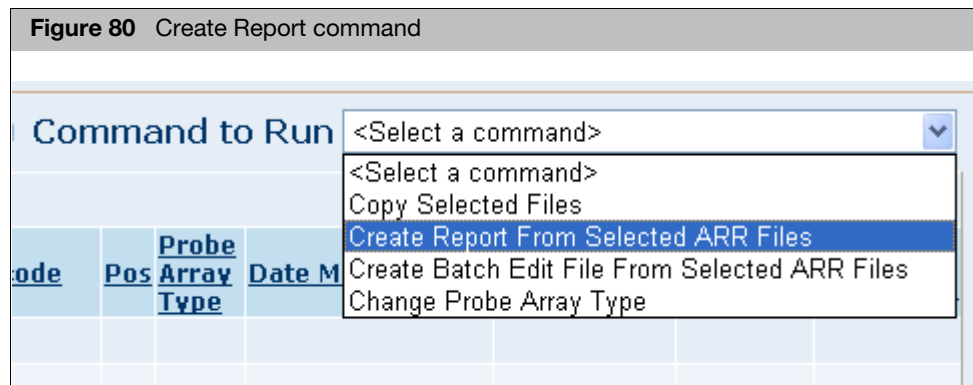 Figure 80 Create Report command
Command to Run <Select a command>
<Select a command>
Copy Selected Files
Create Report From Selected ARR Files
Create Batch Edit File From Selected ARR Files
Change Probe Array Type
ode Pos Probe Array Type Date M